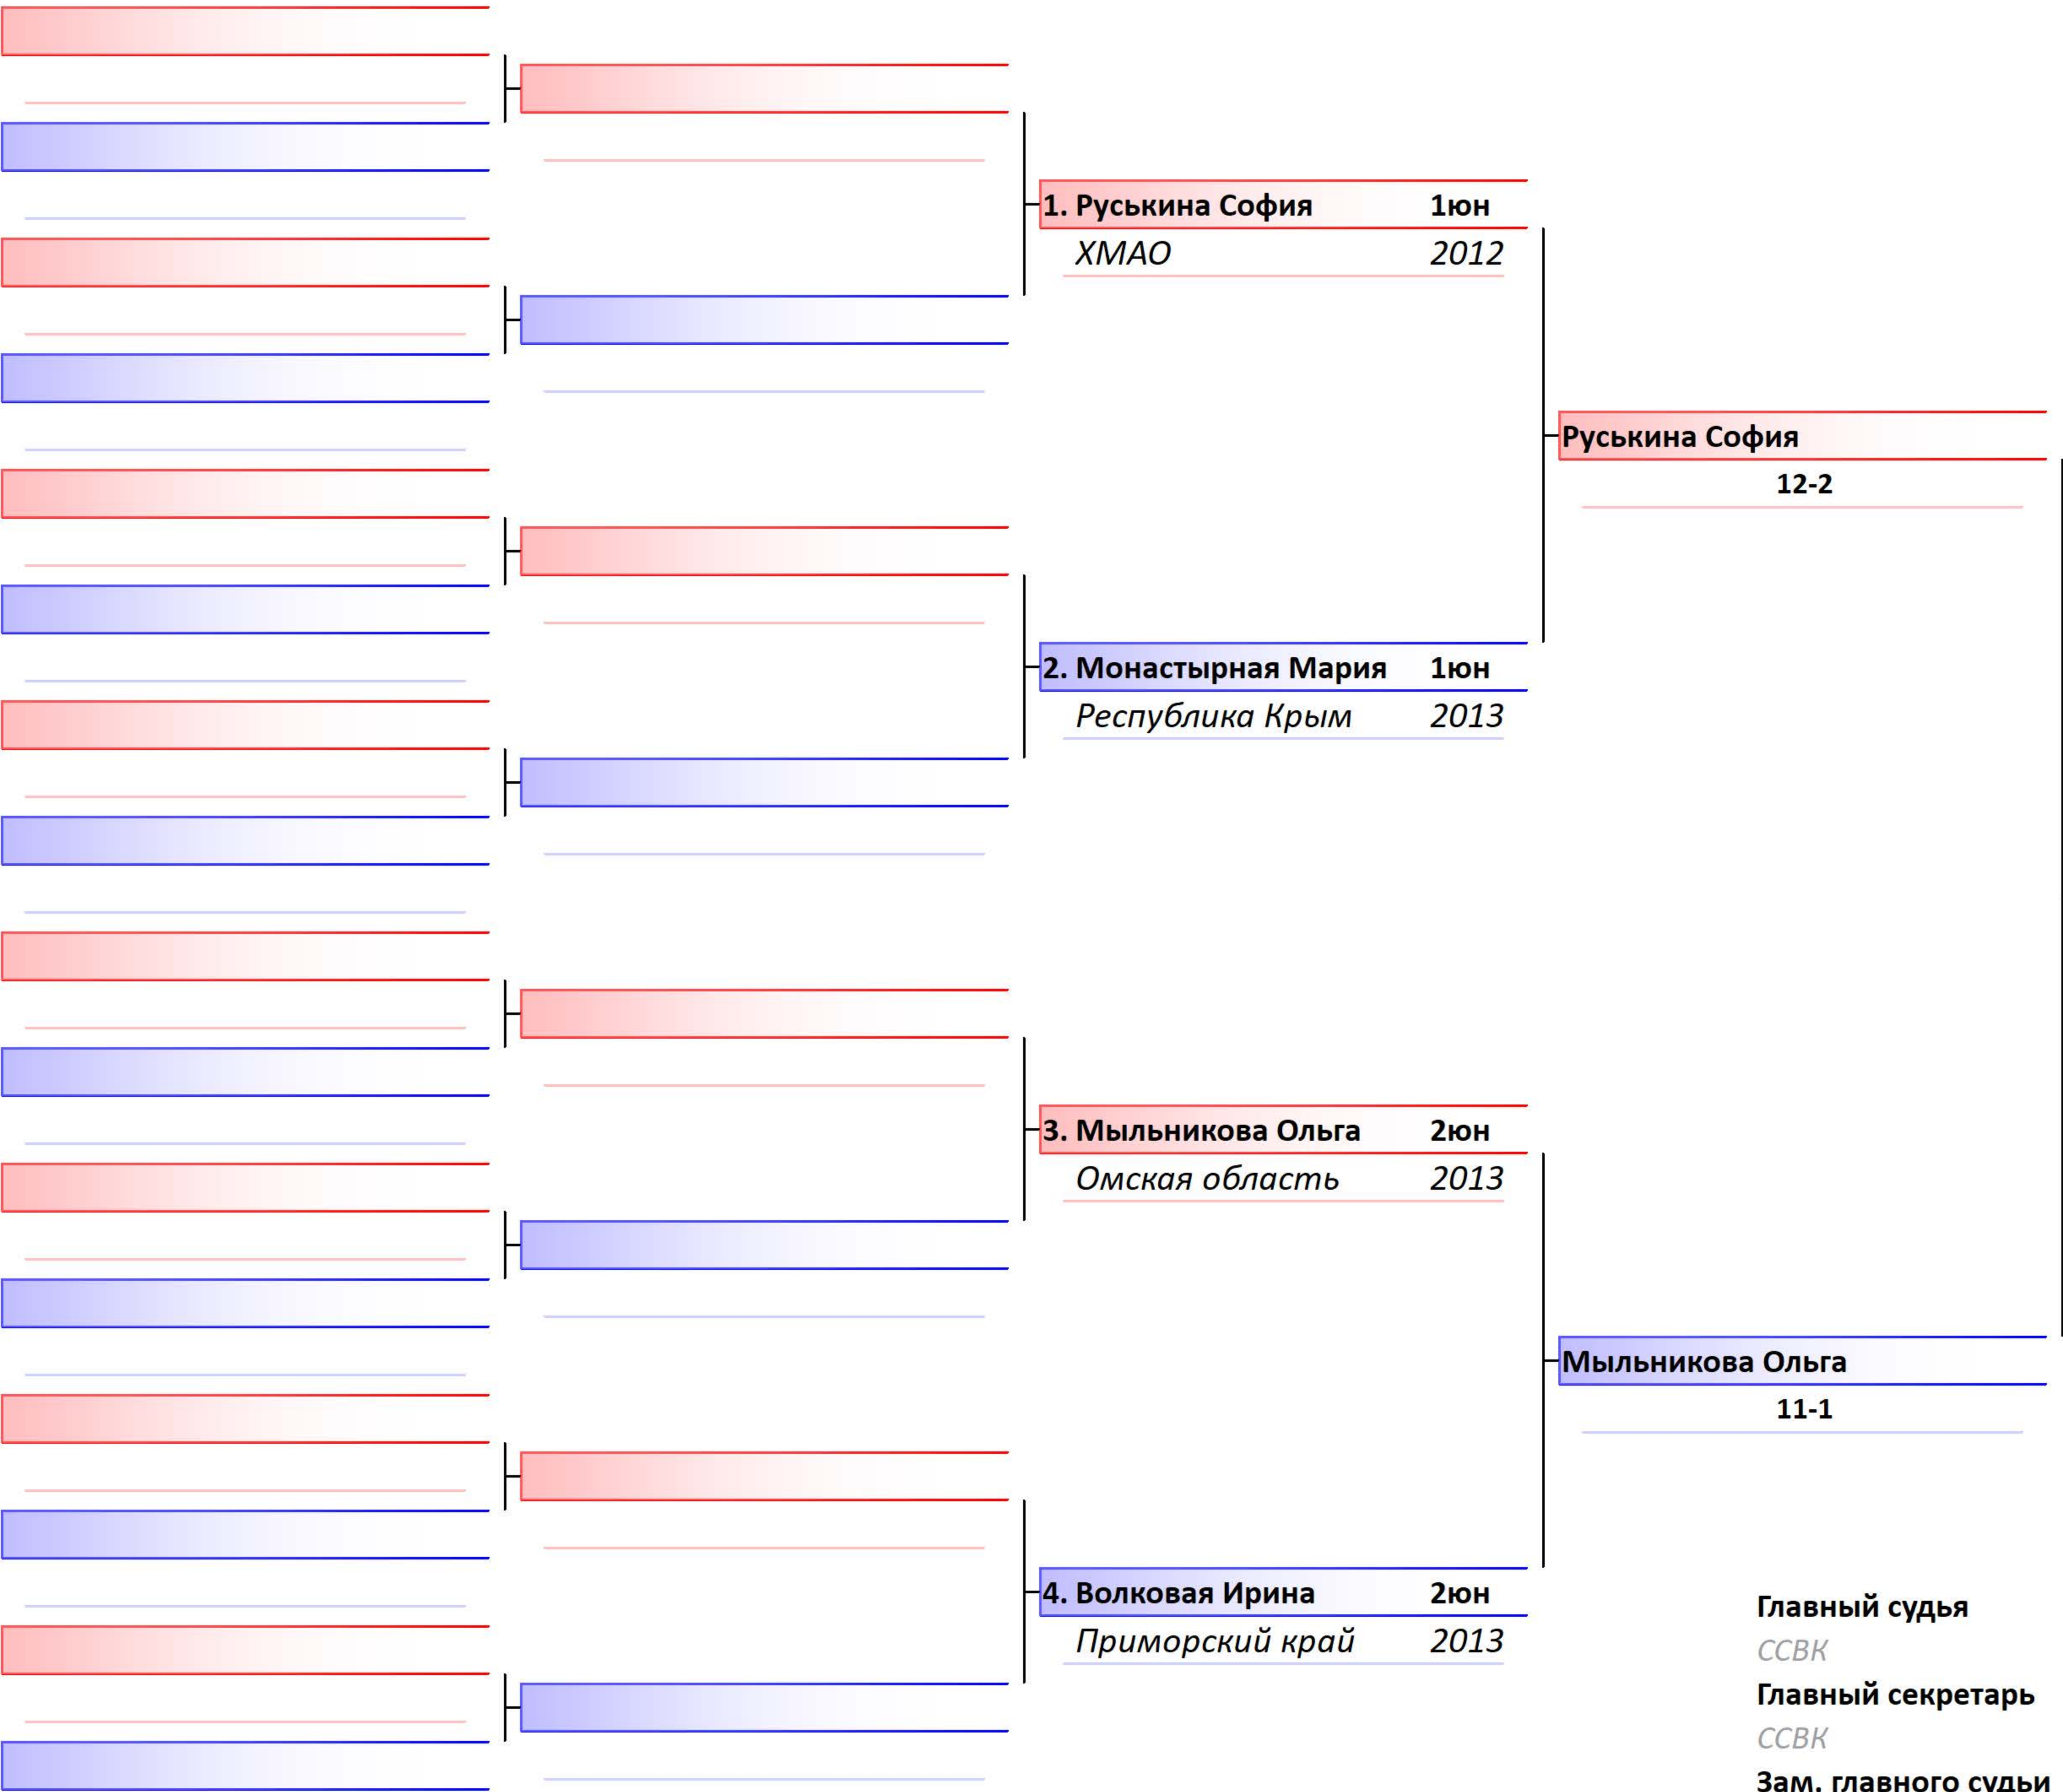 1. Руськина София 1юн
ХМАО 2012
Руськина София
12-2
2. Монастырная Мария 1юн
Республика Крым 2013
3. Мыльникова Ольга 2юн
Омская область 2013
Мыльникова Ольга
11-1
4. Волковая Ирина 2юн
Приморский край 2013
Главный судья
ССВК
Главный секретарь
ССВК
Зам. главного судьи